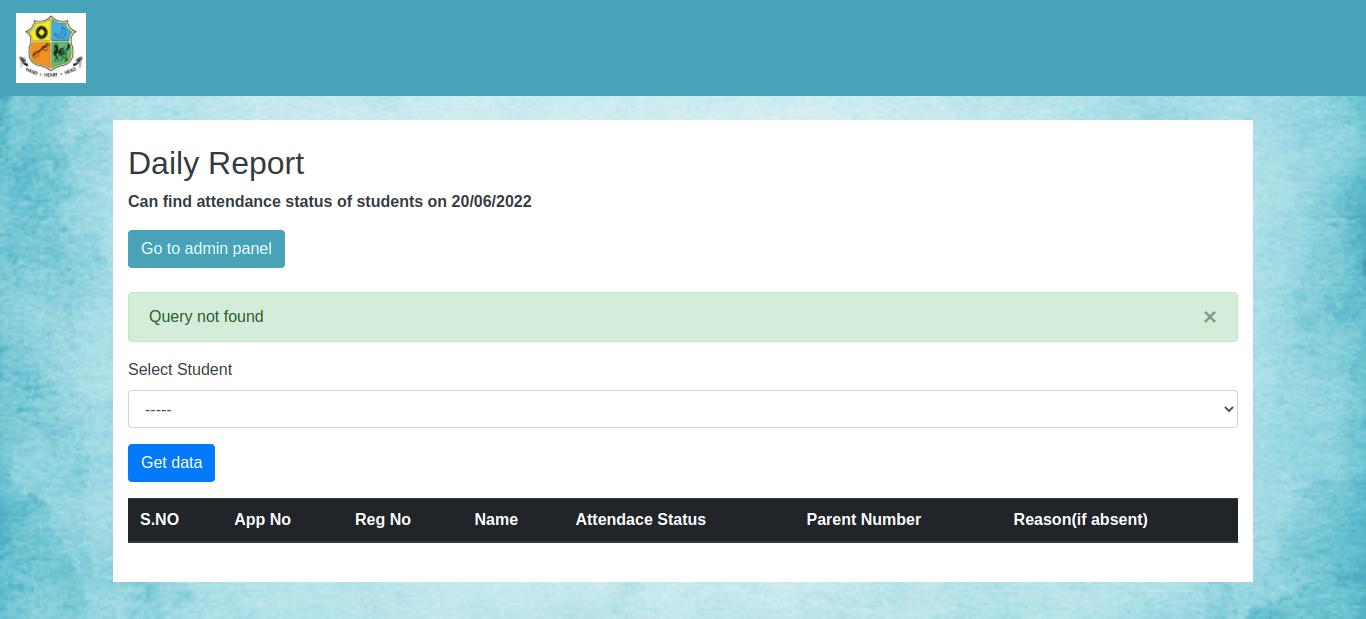 HAND • HEART • HEAD
Daily Report
Can find attendance status of students on 20/06/2022
Go to admin panel
Query not found ×
Select Student
-----
Get data
S.NO App No Reg No Name Attendace Status Parent Number Reason(if absent)